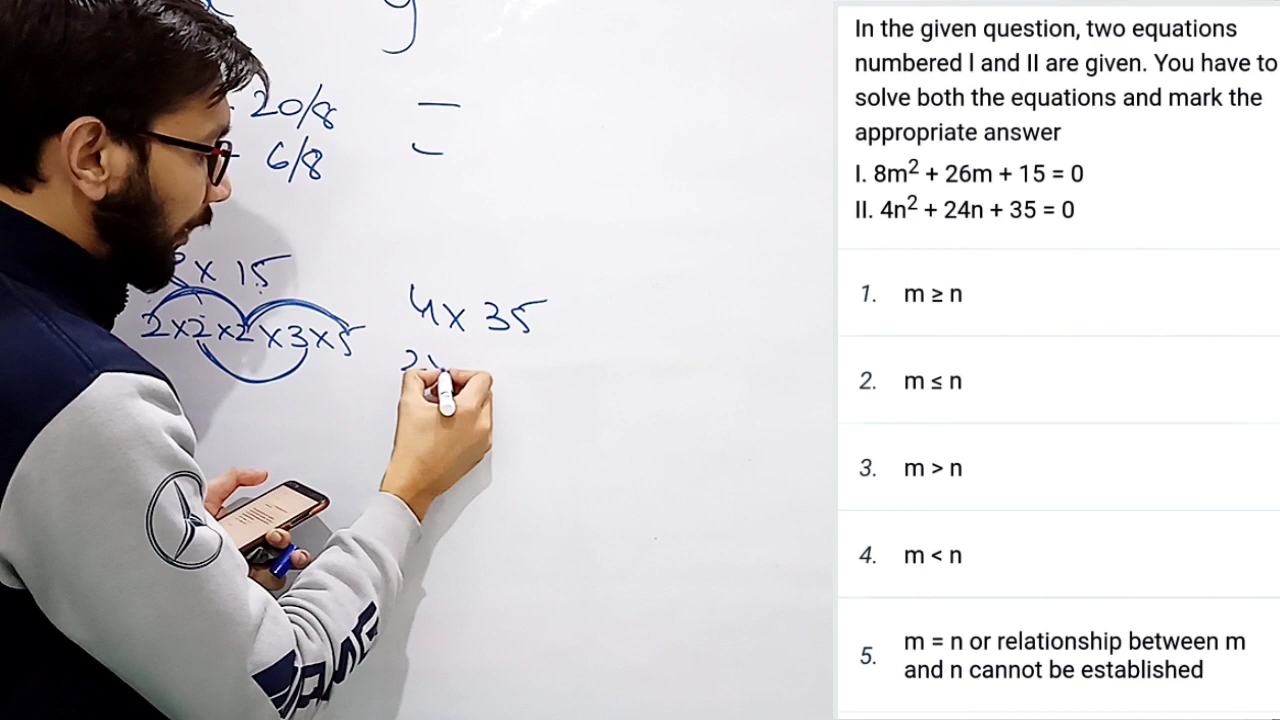 y
20/8 =
6/8
x 15
2x2x2x3x5
4x 35
2x
In the given question, two equations
numbered I and II are given. You have to
solve both the equations and mark the
appropriate answer
I. 8m² + 26m + 15 = 0
II. 4n² + 24n + 35 = 0
1. m ≥ n
2. m ≤ n
3. m > n
4. m < n
5. m = n or relationship between m
and n cannot be established